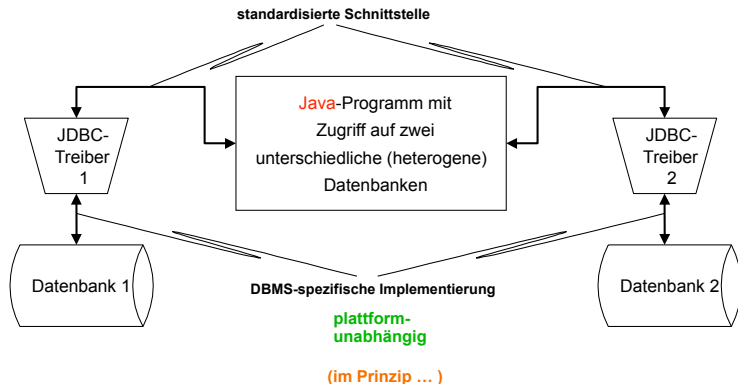 standardisierte Schnittstelle
Java-Programm mit
Zugriff auf zwei
unterschiedliche (heterogene)
Datenbanken
JDBC-
Treiber
1
JDBC-
Treiber
2
Datenbank 1
Datenbank 2
DBMS-spezifische Implementierung
plattform-
unabhängig
(im Prinzip … )